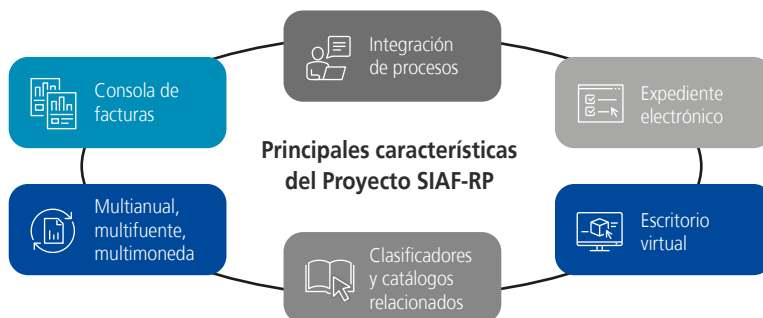 Principales características
del Proyecto SIAF-RP
Integración
de procesos
Expediente
electrónico
Escritorio
virtual
Clasificadores
y catálogos
relacionados
Multianual,
multifuente,
multimoneda
Consola de
facturas